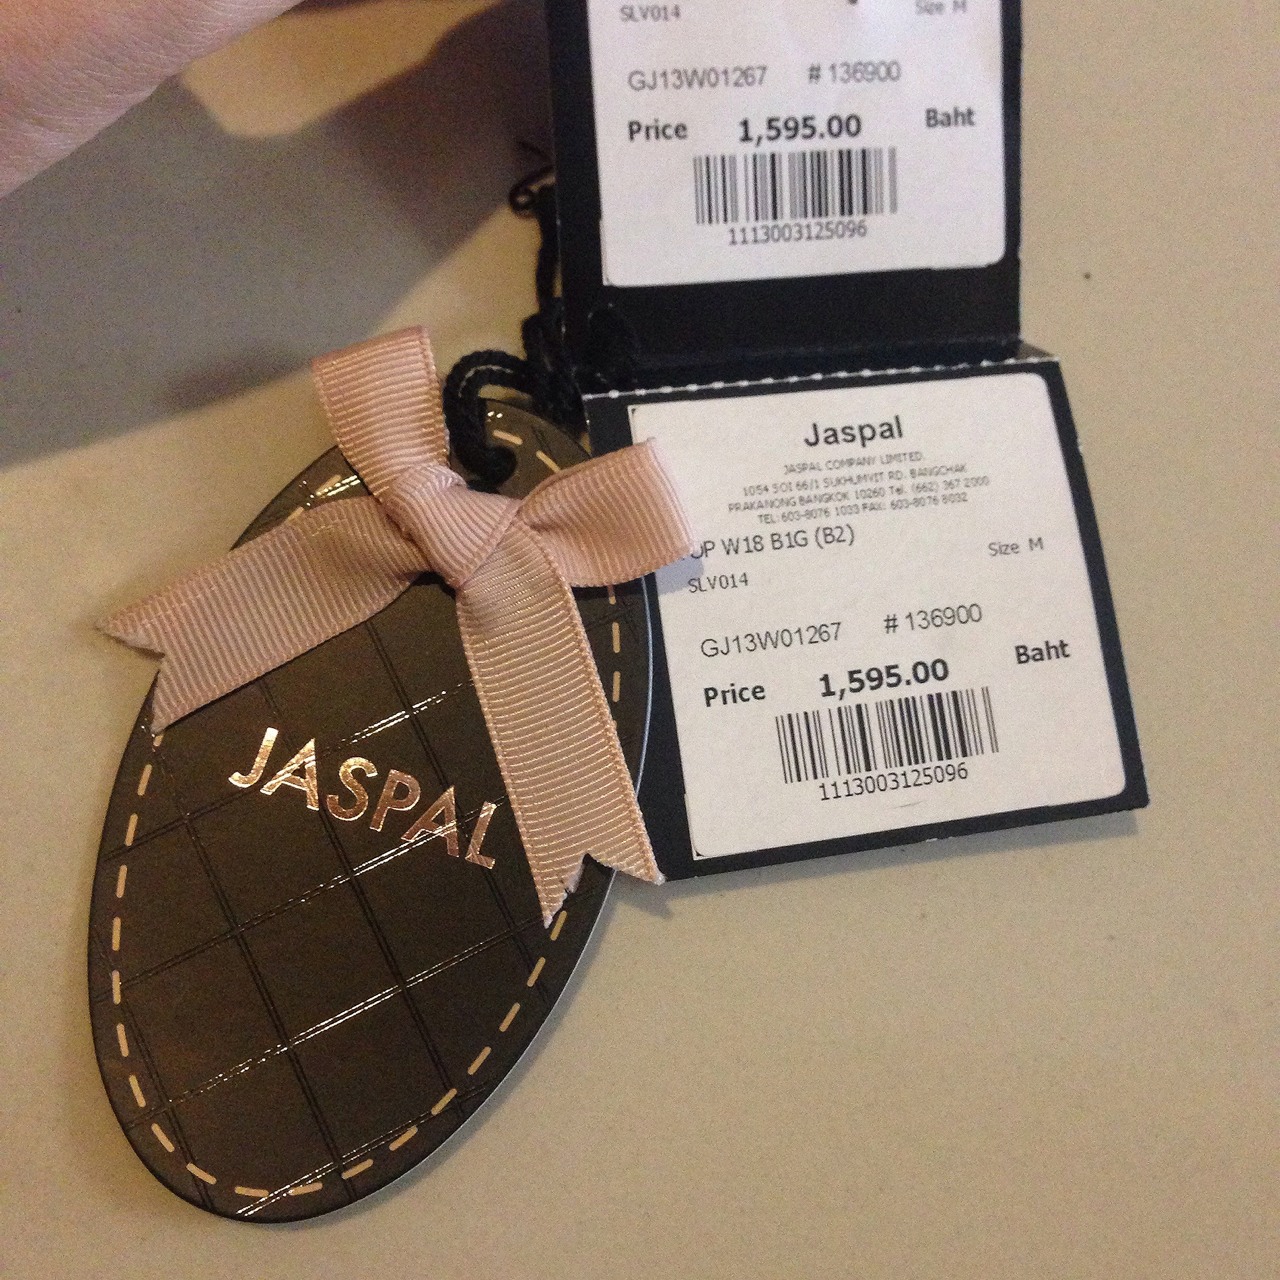 SLV014 Size M
GJ13W01267 # 136900
Price 1,595.00 Baht
1113003125096
Jaspal
JASPAL COMPANY LIMITED.
1054 SOI 66/1 SUKHUMVIT RD. BANGCHAK
PRAKANONG BANGKOK 10260 Tel. (662) 367 2000
TEL: 603-8076 1033 FAX: 603-8076 8032
OP W18 B1G (B2)
Size M
SLV014
GJ13W01267 # 136900
Price 1,595.00 Baht
1113003125096
JASPAL